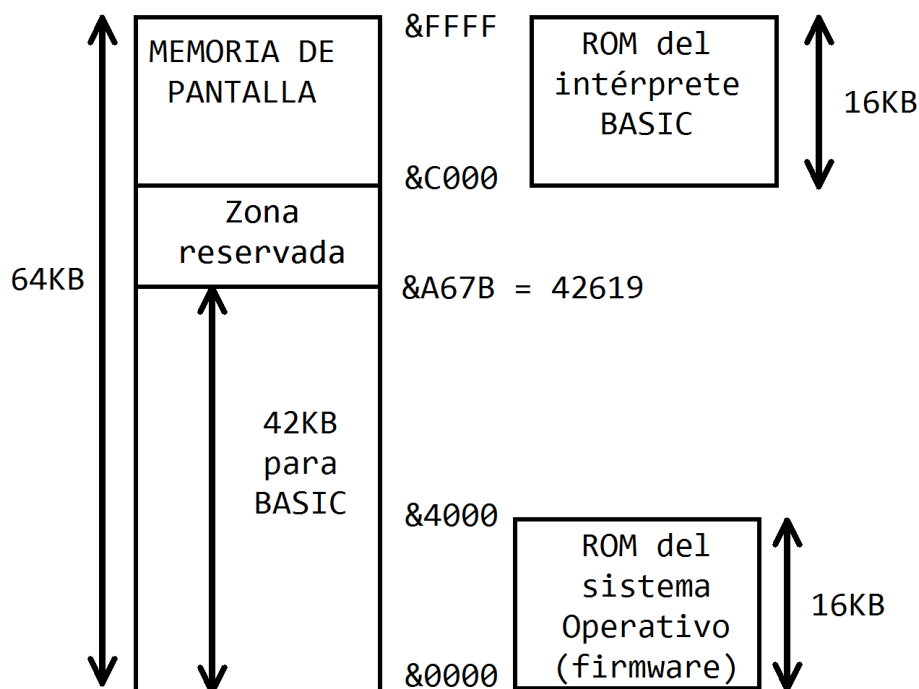 &FFFF
MEMORIA DE
PANTALLA
ROM del
intérprete
BASIC
16KB
&C000
Zona
reservada
64KB
&A67B = 42619
42KB
para
BASIC
&4000
ROM del
sistema
Operativo
(firmware)
16KB
&0000